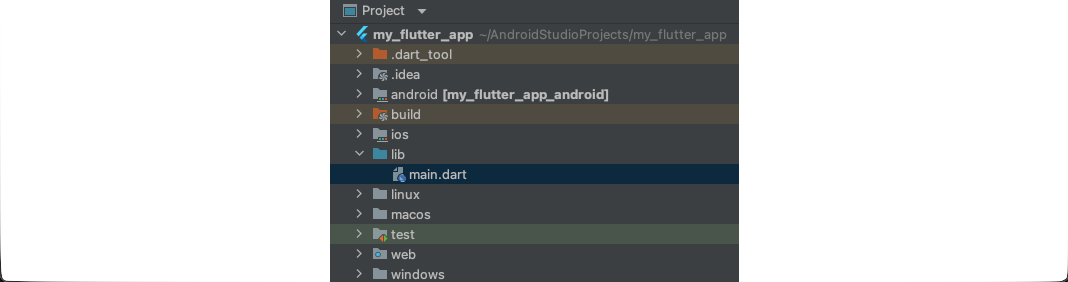 Project
my_flutter_app ~/AndroidStudioProjects/my_flutter_app
.dart_tool
.idea
android [my_flutter_app_android]
build
ios
lib
main.dart
linux
macos
test
web
windows